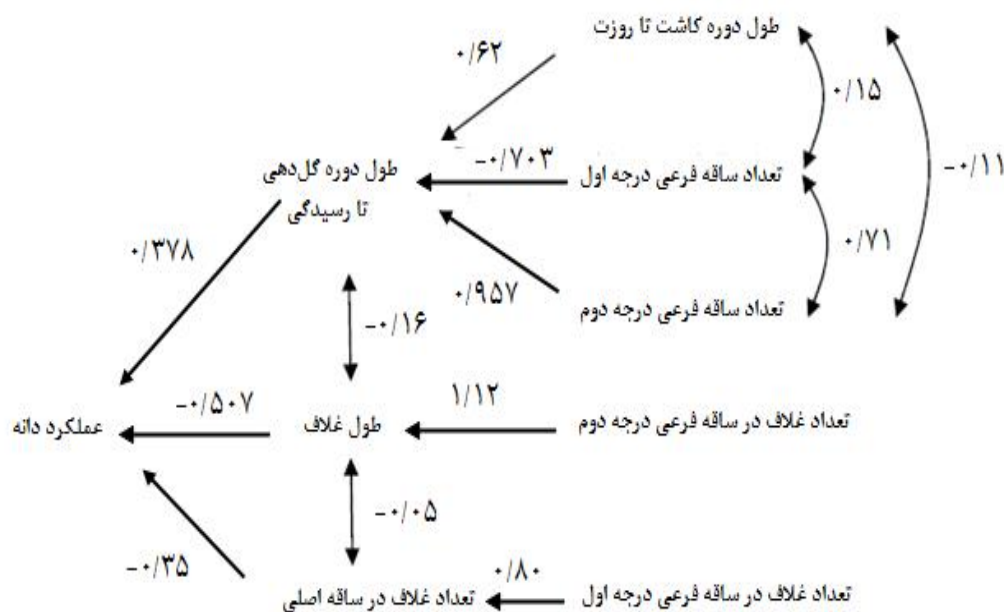 طول دوره کاشت تا روزت
۰/۶۲
۰/۱۵
-۰/۱۱
-۰/۷۰۳
تعداد ساقه فرعی درجه اول
طول دوره گل‌دهی
تا رسیدگی
۰/۷۱
۰/۳۷۸
۰/۹۵۷
تعداد ساقه فرعی درجه دوم
-۰/۱۶
۱/۱۲
-۰/۵۰۷
تعداد غلاف در ساقه فرعی درجه دوم
طول غلاف
عملکرد دانه
-۰/۰۵
-۰/۳۵
۰/۸۰
تعداد غلاف در ساقه فرعی درجه اول
تعداد غلاف در ساقه اصلی